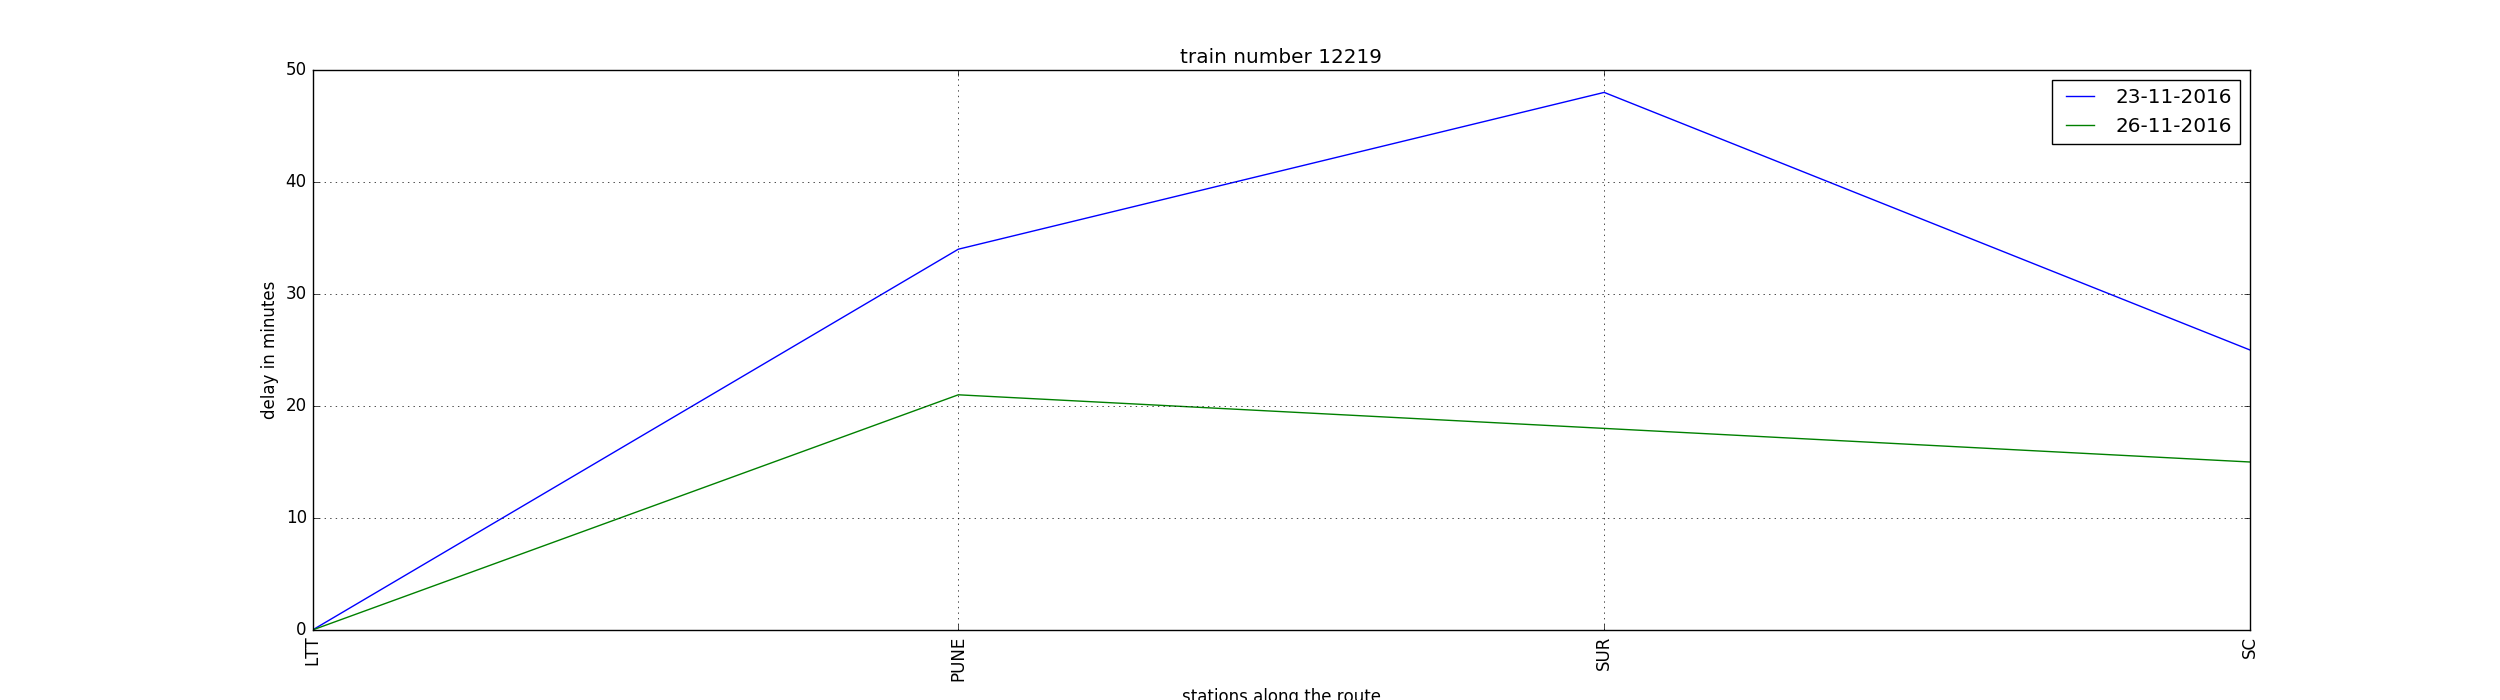 train number 12219
50
40
30
20
10
0
delay in minutes
23-11-2016
26-11-2016
LTT
PUNE
SUR
SC
stations along the route